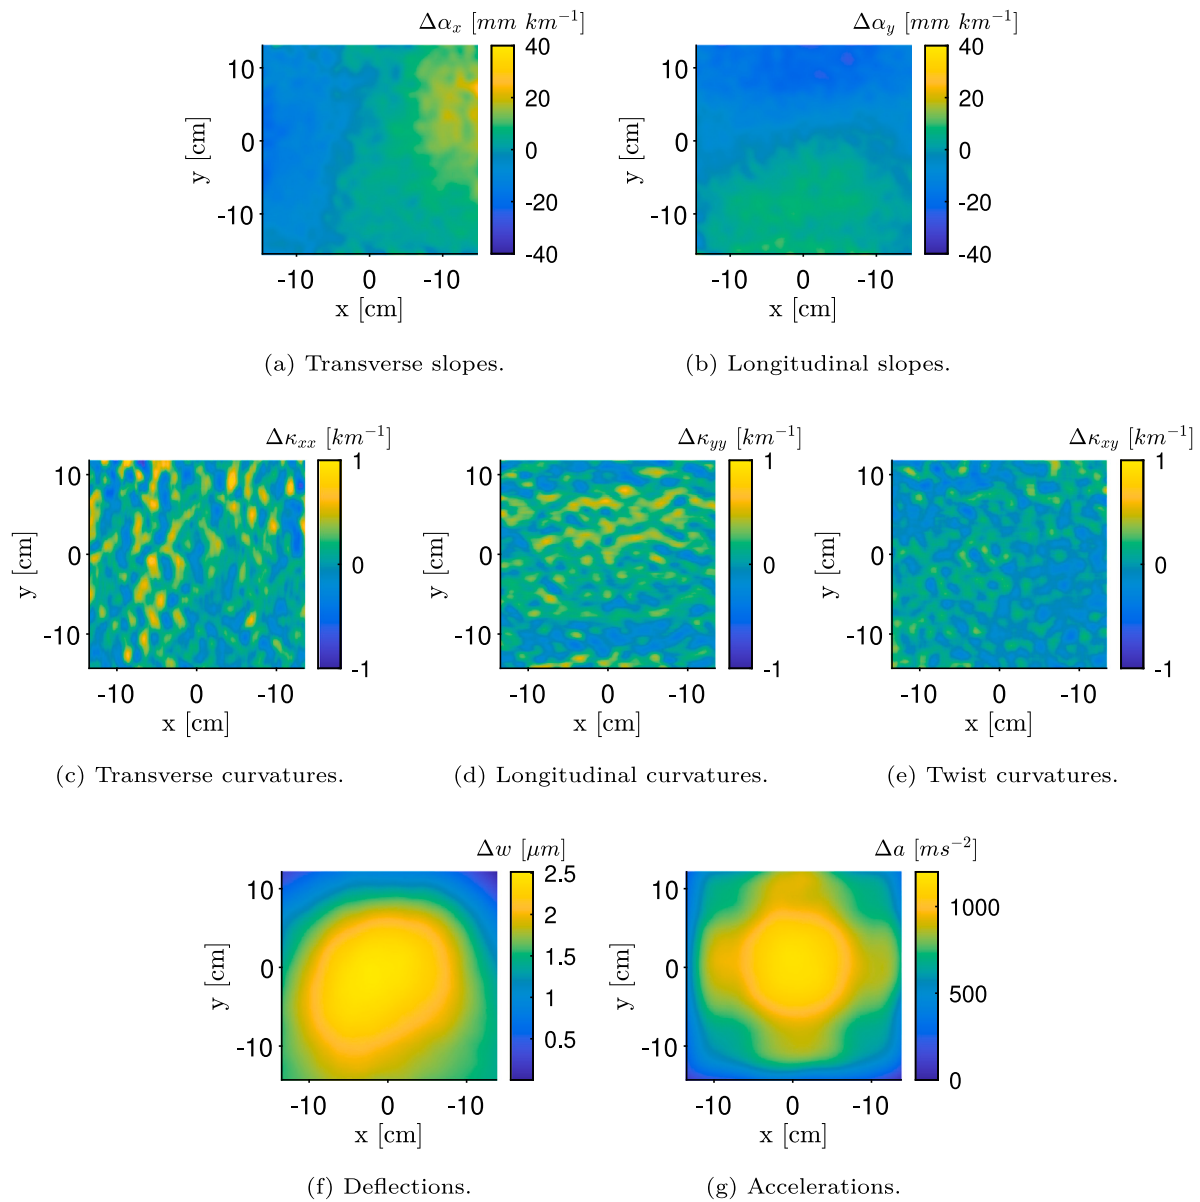 Δα_x [mm km⁻¹]
40
20
0
-20
-40
10
0
-10
y [cm]
-10 0 -10
x [cm]
(a) Transverse slopes.
Δα_y [mm km⁻¹]
40
20
0
-20
-40
10
0
-10
y [cm]
-10 0 -10
x [cm]
(b) Longitudinal slopes.
Δκ_xx [km⁻¹]
1
0
-1
10
0
-10
y [cm]
-10 0 -10
x [cm]
(c) Transverse curvatures.
Δκ_yy [km⁻¹]
1
0
-1
10
0
-10
y [cm]
-10 0 -10
x [cm]
(d) Longitudinal curvatures.
Δκ_xy [km⁻¹]
1
0
-1
10
0
-10
y [cm]
-10 0 -10
x [cm]
(e) Twist curvatures.
Δw [μm]
2.5
2
1.5
1
0.5
10
0
-10
y [cm]
-10 0 -10
x [cm]
(f) Deflections.
Δa [ms⁻²]
1000
500
0
10
0
-10
y [cm]
-10 0 -10
x [cm]
(g) Accelerations.